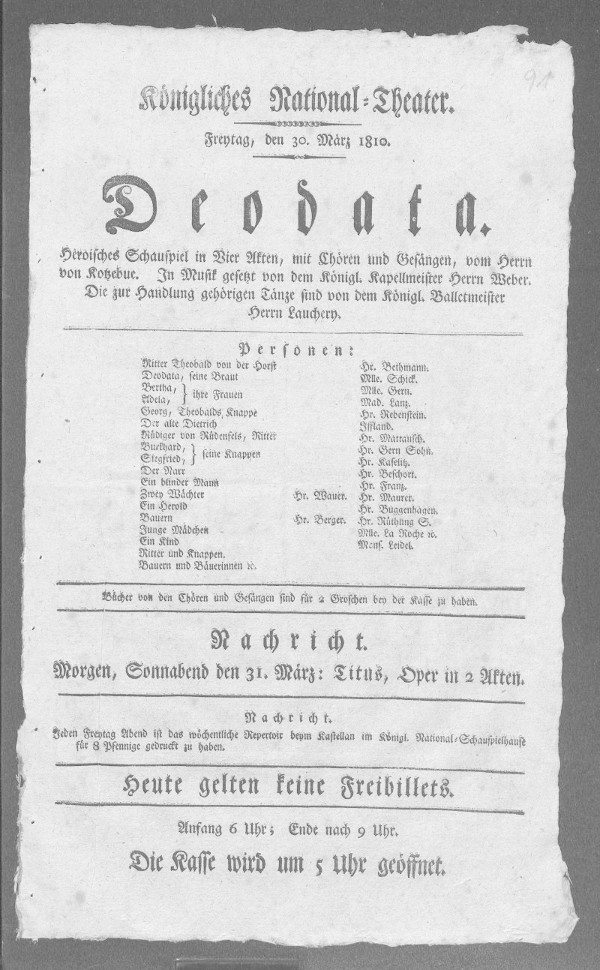 91
Königliches National-Theater.
Freytag, den 30. März 1810.
Deodata.
Heroisches Schauspiel in Vier Akten, mit Chören und Gesängen, vom Herrn
von Kotzebue. In Musik gesetzt von dem Königl. Kapellmeister Herrn Weber.
Die zur Handlung gehörigen Tänze sind von dem Königl. Balletmeister
Herrn Lauchery.
Personen:
Ritter Theobald von der Horst Hr. Bethmann.
Deodata, seine Braut Mlle. Schick.
Bertha, } ihre Frauen Mlle. Gern.
Adela, Mad. Lanz.
Georg, Theobalds Knappe Hr. Rebenstein.
Der alte Dietrich Iffland.
Rüdiger von Rüdenfels, Ritter Hr. Mattausch.
Burkhard, } seine Knappen Hr. Gern Sohn.
Siegfried, Hr. Kaselitz.
Der Narr Hr. Beschort.
Ein blinder Mann Hr. Franz.
Zwey Wächter Hr. Wauer. Hr. Maurer.
Ein Herold Hr. Buggenhagen.
Bauern Hr. Berger. Hr. Rüthling S.
Junge Mädchen Mlle. La Roche ꝛc.
Ein Kind Mons. Leidel.
Ritter und Knappen.
Bauern und Bäuerinnen ꝛc.
Bücher von den Chören und Gesängen sind für 2 Groschen bey der Kasse zu haben.
Nachricht.
Morgen, Sonnabend den 31. März: Titus, Oper in 2 Akten.
Nachricht.
Jeden Freytag Abend ist das wöchentliche Repertoir beym Kastellan im Königl. National-Schauspielhause
für 8 Pfennige gedruckt zu haben.
Heute gelten keine Freibillets.
Anfang 6 Uhr; Ende nach 9 Uhr.
Die Kasse wird um 5 Uhr geöffnet.